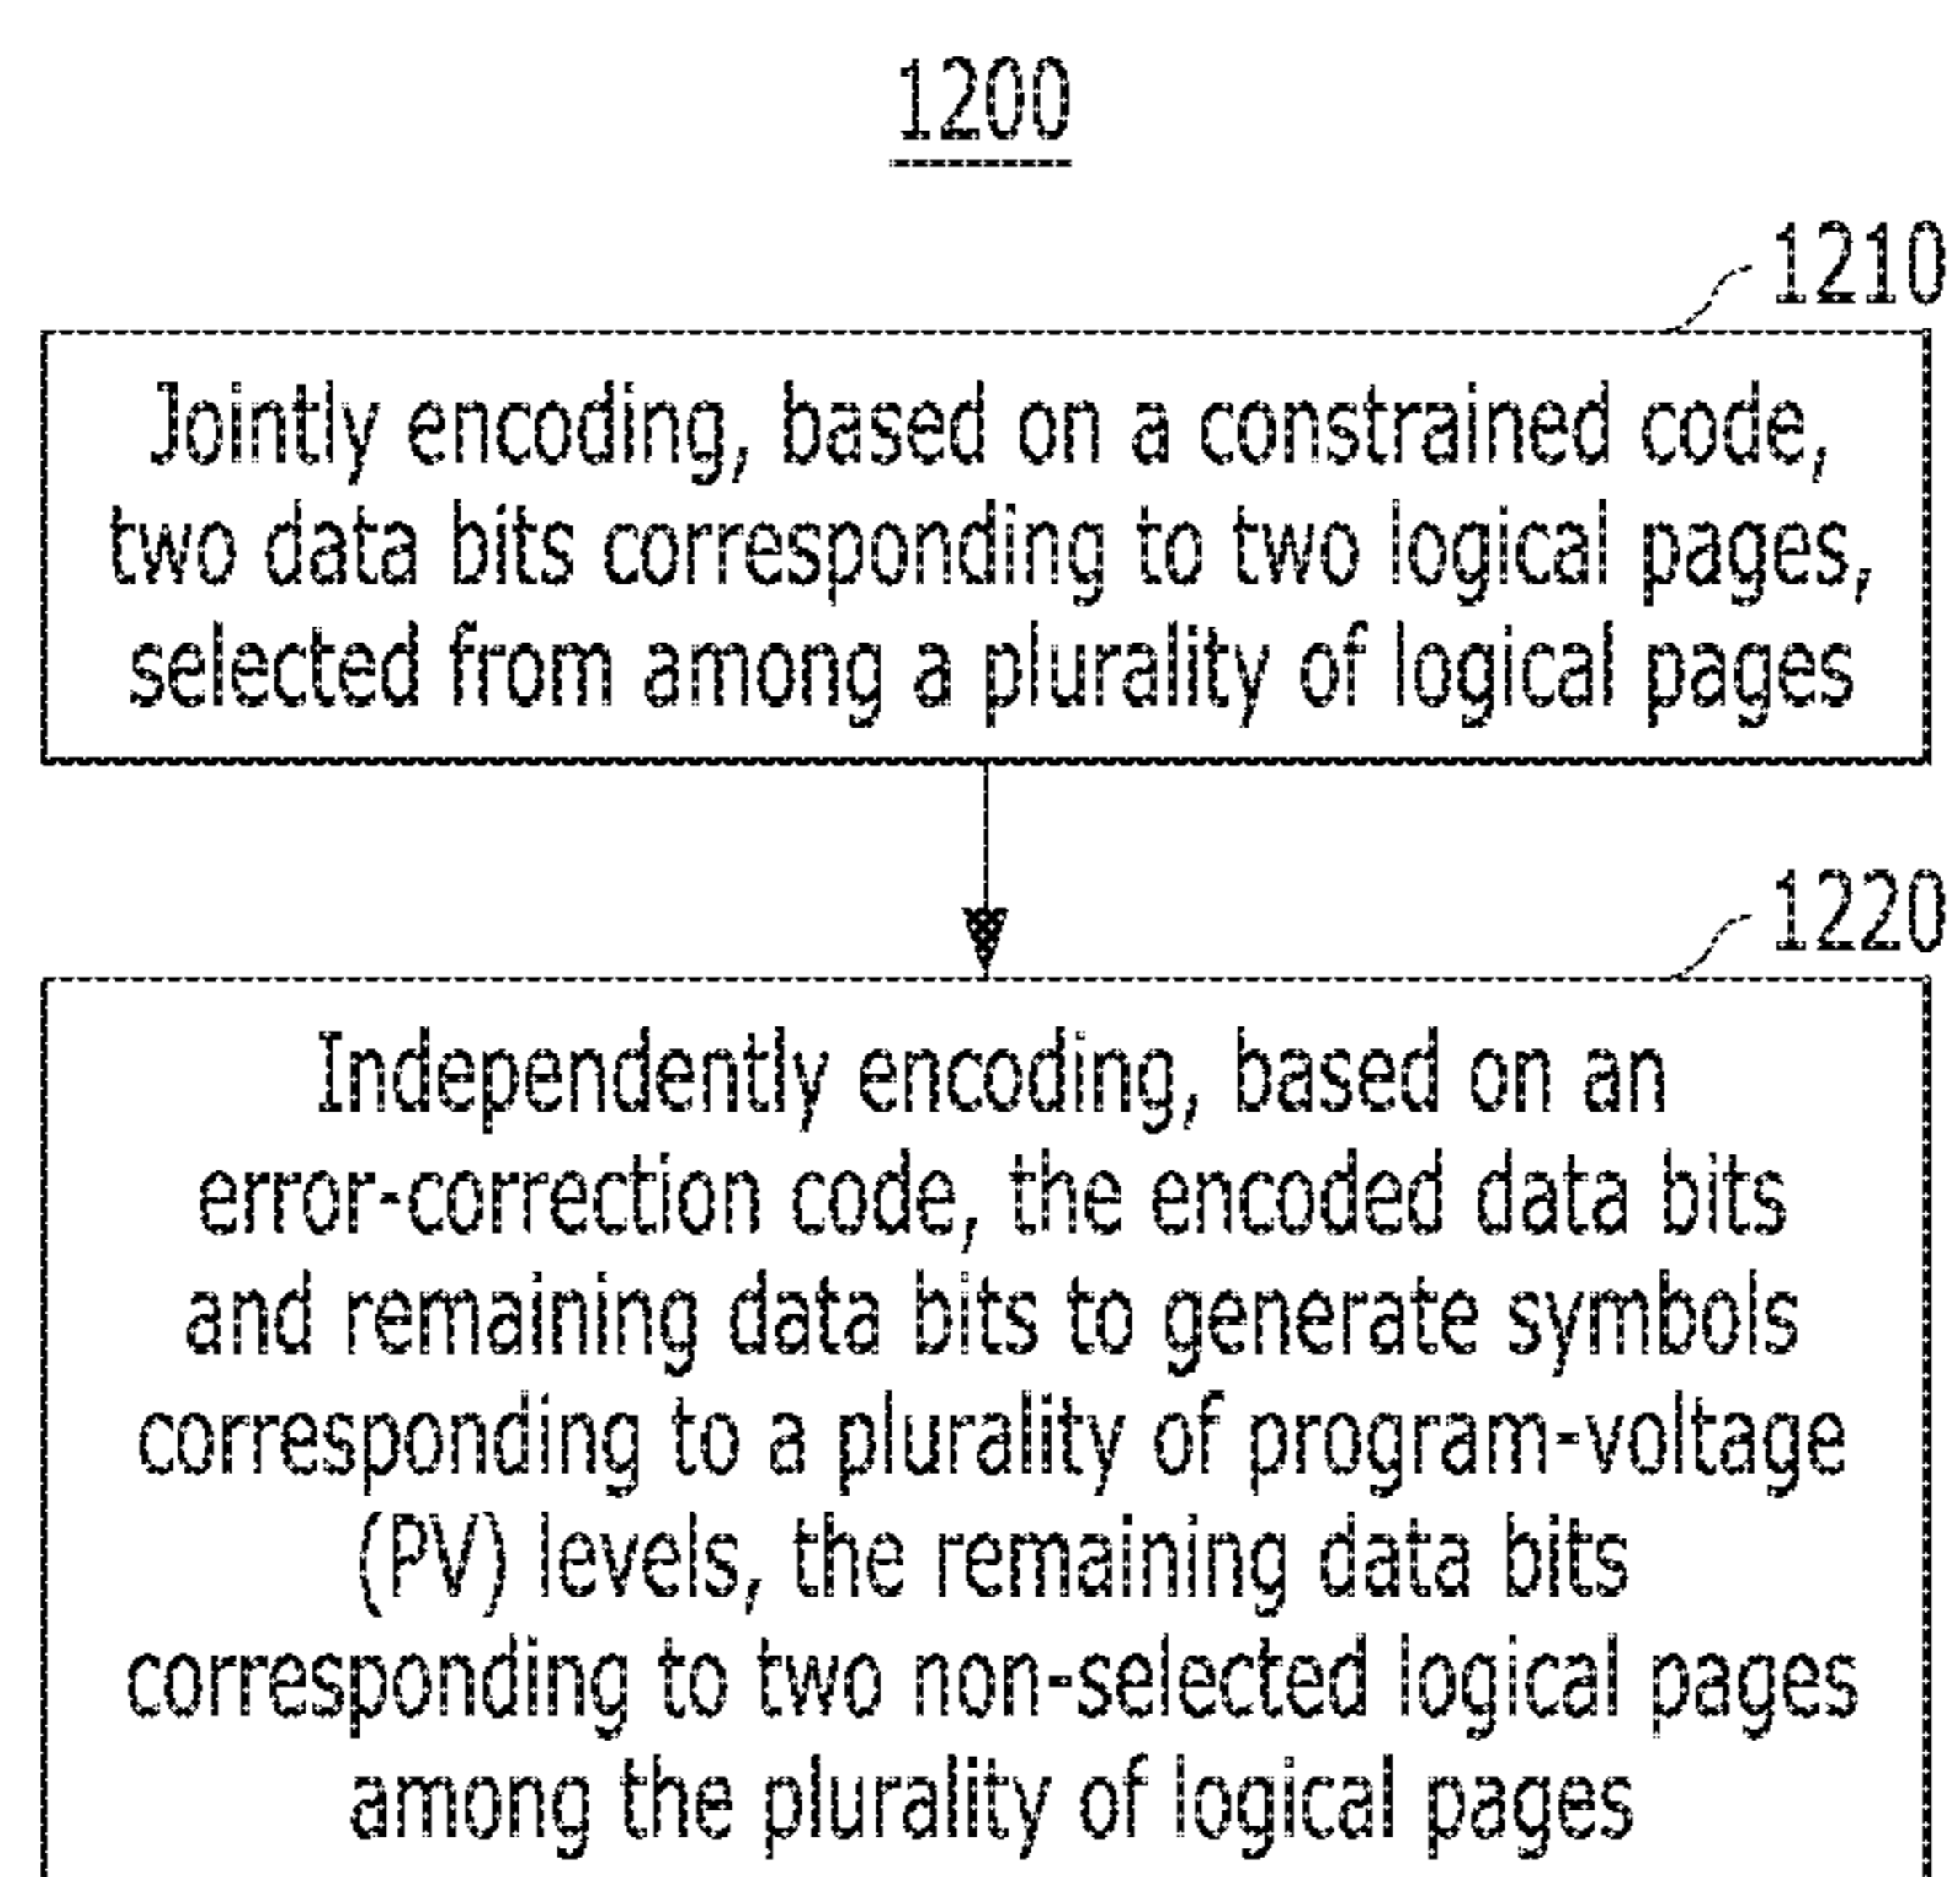 1200
1210
Jointly encoding, based on a constrained code,
two data bits corresponding to two logical pages,
selected from among a plurality of logical pages
1220
Independently encoding, based on an
error-correction code, the encoded data bits
and remaining data bits to generate symbols
corresponding to a plurality of program-voltage
(PV) levels, the remaining data bits
corresponding to two non-selected logical pages
among the plurality of logical pages